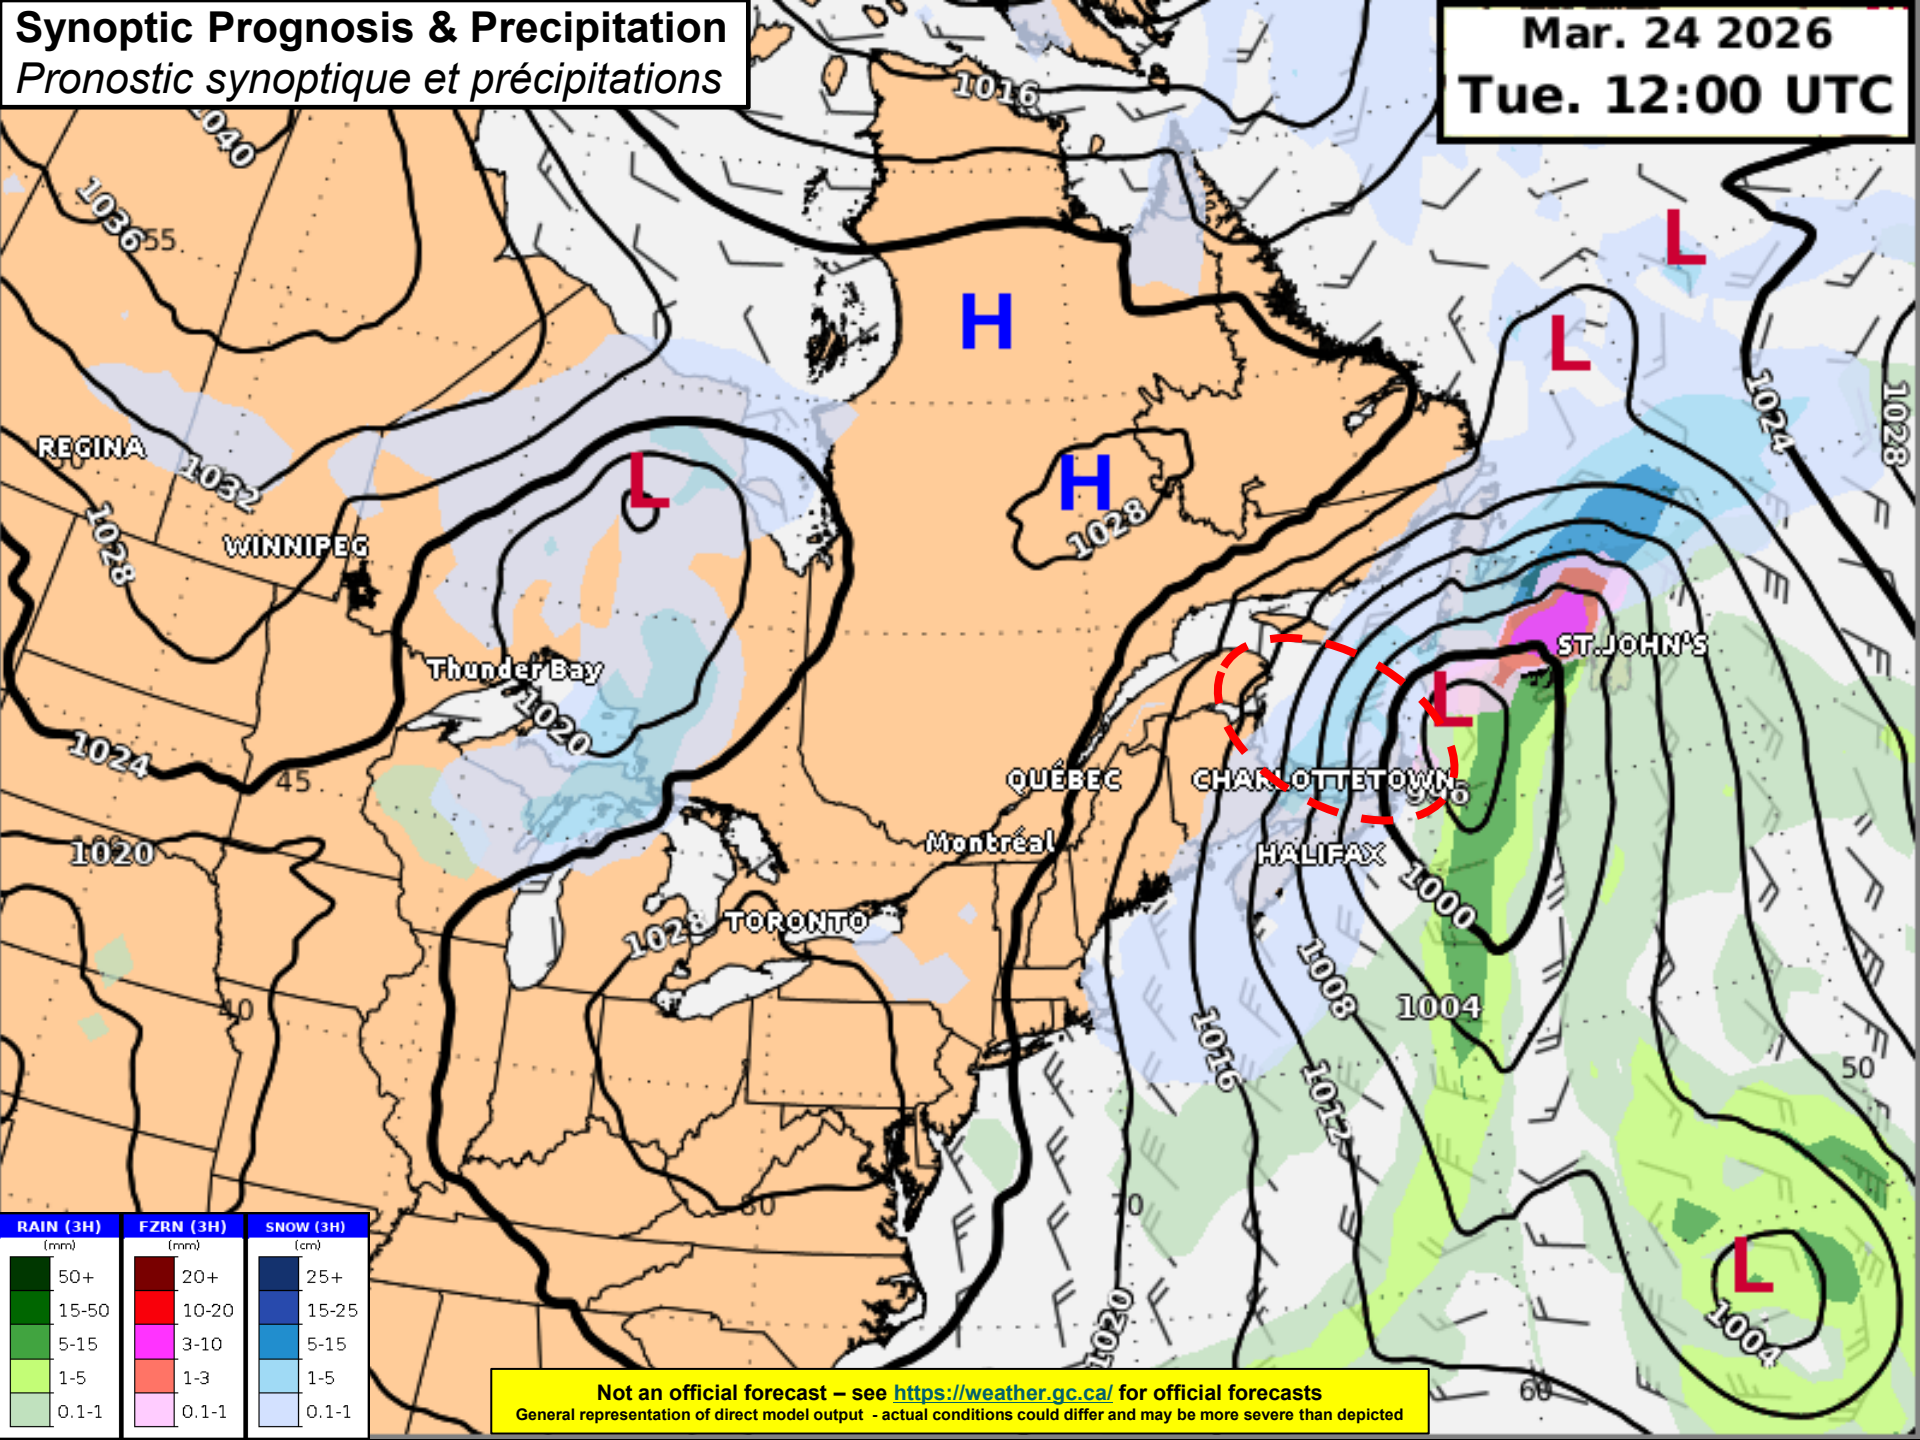 Synoptic Prognosis & Precipitation
Pronostic synoptique et précipitations
Mar. 24 2026
Tue. 12:00 UTC
1016
1040
1036
55
L
H
L
1024
1028
REGINA
50
1032
L
H
1028
1028
WINNIPEG
ST.JOHN'S
Thunder Bay
1020
L
1024
45
QUÉBEC
CHARLOTTETOWN
996
1020
Montréal
HALIFAX
1000
TORONTO
1028
1008
1004
40
1016
1012
50
70
80
L
1004
1020
60
RAIN (3H)
(mm)
50+
15-50
5-15
1-5
0.1-1
FZRN (3H)
(mm)
20+
10-20
3-10
1-3
0.1-1
SNOW (3H)
(cm)
25+
15-25
5-15
1-5
0.1-1
Not an official forecast – see https://weather.gc.ca/ for official forecasts
General representation of direct model output - actual conditions could differ and may be more severe than depicted